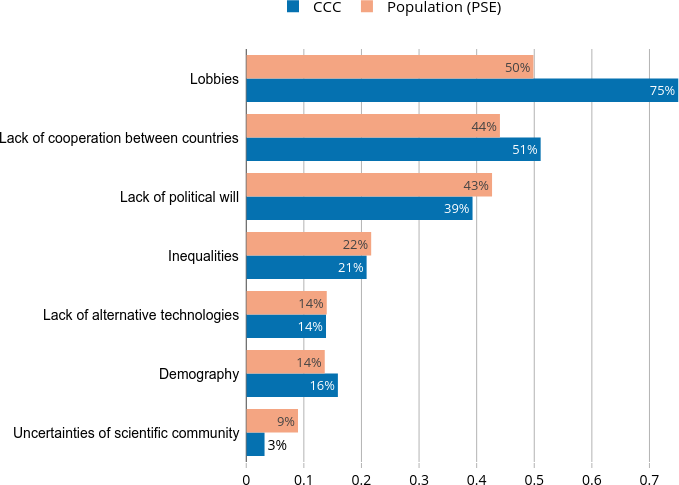 CCC Population (PSE)
Lobbies 50%
75%
Lack of cooperation between countries 44%
51%
Lack of political will 43%
39%
Inequalities 22%
21%
Lack of alternative technologies 14%
14%
Demography 14%
16%
Uncertainties of scientific community 9%
3%
0 0.1 0.2 0.3 0.4 0.5 0.6 0.7